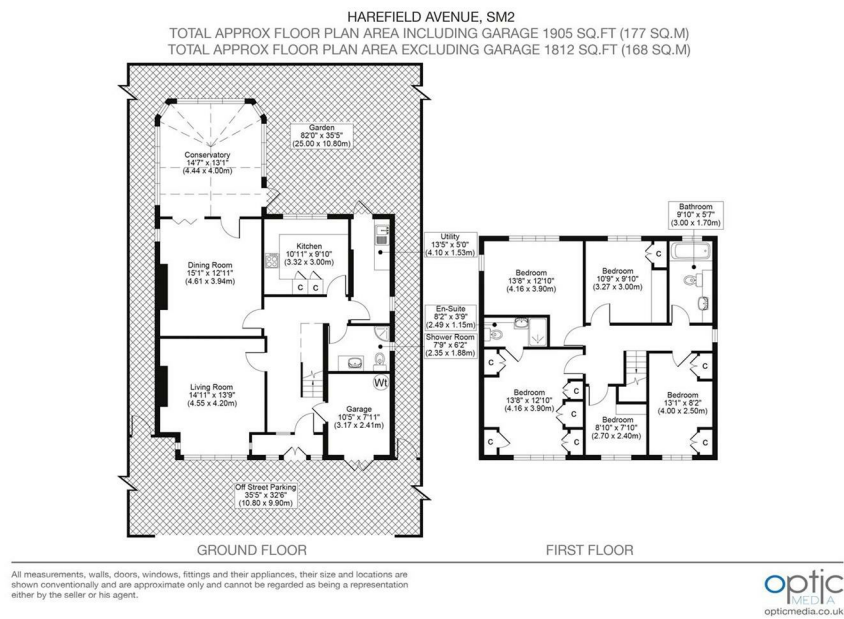 HAREFIELD AVENUE, SM2
TOTAL APPROX FLOOR PLAN AREA INCLUDING GARAGE 1905 SQ.FT (177 SQ.M)
TOTAL APPROX FLOOR PLAN AREA EXCLUDING GARAGE 1812 SQ.FT (168 SQ.M)
Garden
82'0" x 35'5"
(25.00 x 10.80m)
Conservatory
14'7" x 13'1"
(4.44 x 4.00m)
Kitchen
10'11" x 9'10"
(3.32 x 3.00m)
C
C
Dining Room
15'1" x 12'11"
(4.61 x 3.94m)
Utility
13'5" x 5'0"
(4.10 x 1.53m)
En-Suite
8'2" x 3'9"
(2.49 x 1.15m)
Shower Room
7'9" x 6'2"
(2.35 x 1.88m)
Living Room
14'11" x 13'9"
(4.55 x 4.20m)
Wt
Garage
10'5" x 7'11"
(3.17 x 2.41m)
Off Street Parking
35'5" x 32'6"
(10.80 x 9.90m)
GROUND FLOOR
Bathroom
9'10" x 5'7"
(3.00 x 1.70m)
Bedroom
13'8" x 12'10"
(4.16 x 3.90m)
Bedroom
10'9" x 9'10"
(3.27 x 3.00m)
C
C
Bedroom
13'8" x 12'10"
(4.16 x 3.90m)
C
C
C
C
Bedroom
8'10" x 7'10"
(2.70 x 2.40m)
C
Bedroom
13'1" x 8'2"
(4.00 x 2.50m)
C
C
FIRST FLOOR
All measurements, walls, doors, windows, fittings and their appliances, their size and locations are
shown conventionally and are approximate only and cannot be regarded as being a representation
either by the seller or his agent.
optic
MEDIA
opticmedia.co.uk